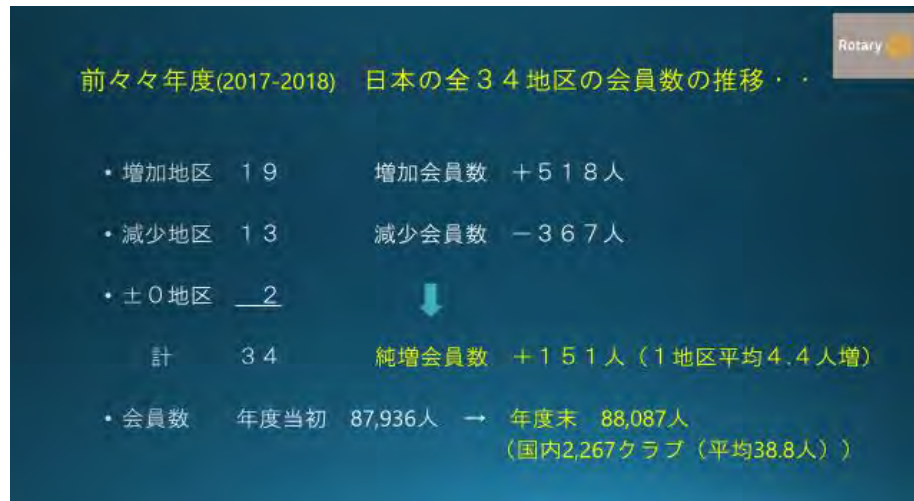 Rotary
前々々年度(2017-2018) 日本の全34地区の会員数の推移・・
• 増加地区 19 増加会員数 +518人
• 減少地区 13 減少会員数 -367人
• ±0地区 2
計 34 純増会員数 +151人(1地区平均4.4人増)
• 会員数 年度当初 87,936人 → 年度末 88,087人
(国内2,267クラブ(平均38.8人))